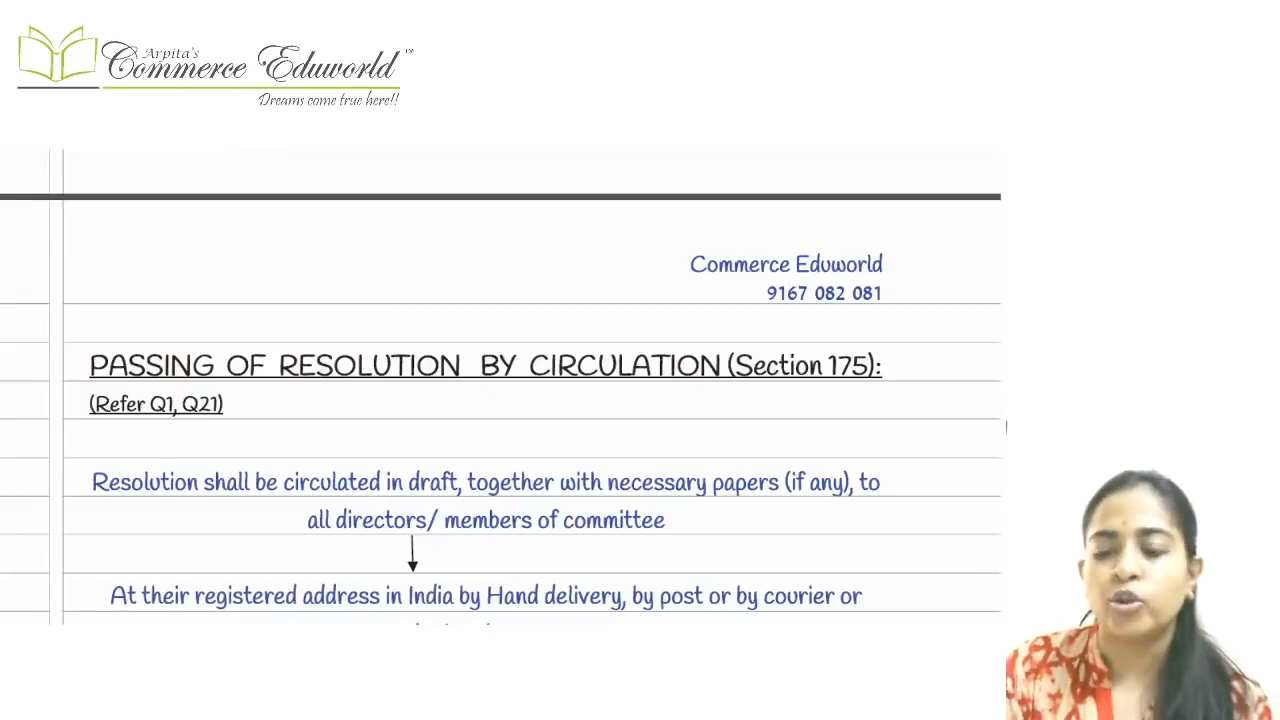 Arpita's
Commerce Eduworld™
Dreams come true here!!
Commerce Eduworld
9167 082 081
PASSING OF RESOLUTION BY CIRCULATION (Section 175):
(Refer Q1, Q21)
Resolution shall be circulated in draft, together with necessary papers (if any), to
all directors/ members of committee
At their registered address in India by Hand delivery, by post or by courier or